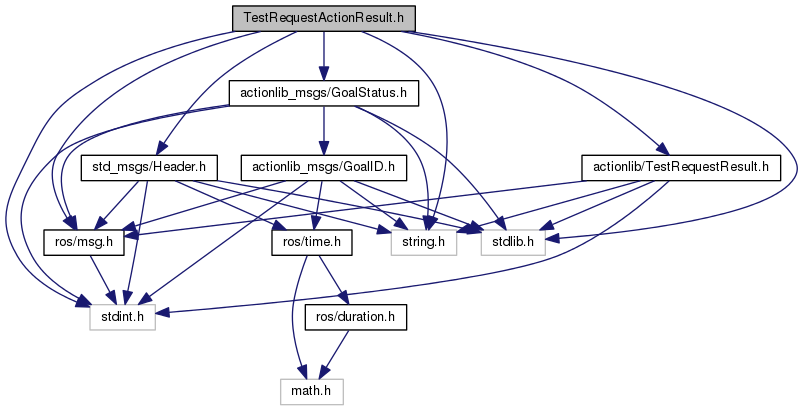 TestRequestActionResult.h
actionlib_msgs/GoalStatus.h
std_msgs/Header.h
actionlib_msgs/GoalID.h
actionlib/TestRequestResult.h
ros/msg.h
ros/time.h
string.h
stdlib.h
stdint.h
ros/duration.h
math.h